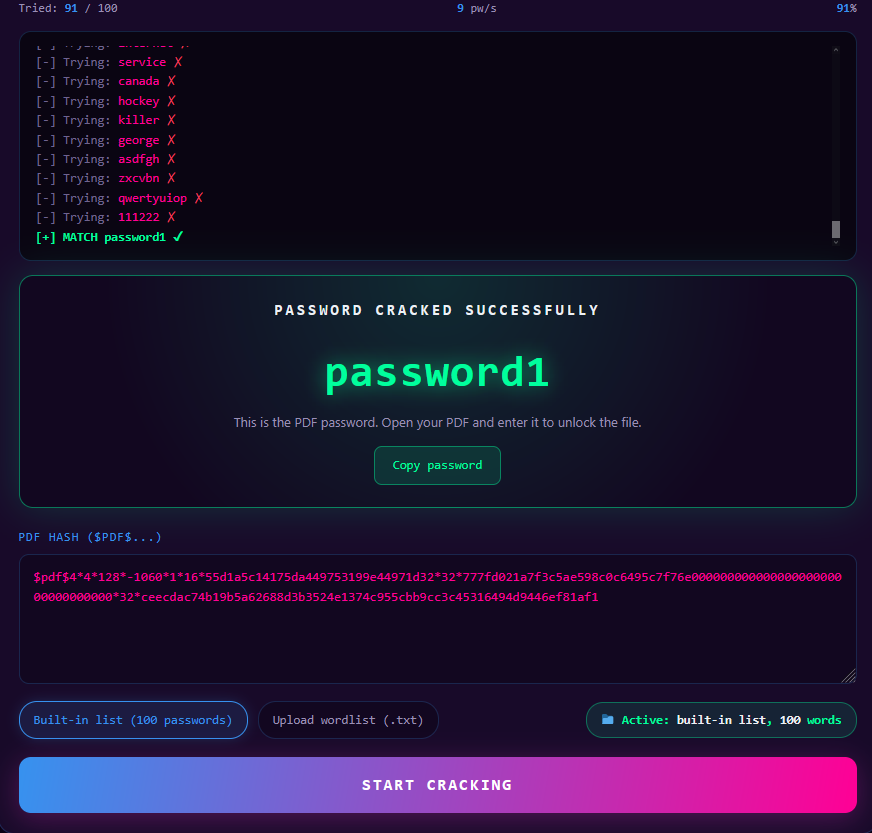 Tried: 91 / 100
9 pw/s
91%
[-] Trying: internet ✗
[-] Trying: service ✗
[-] Trying: canada ✗
[-] Trying: hockey ✗
[-] Trying: killer ✗
[-] Trying: george ✗
[-] Trying: asdfgh ✗
[-] Trying: zxcvbn ✗
[-] Trying: qwertyuiop ✗
[-] Trying: 111222 ✗
[+] MATCH password1 ✓
PASSWORD CRACKED SUCCESSFULLY
password1
This is the PDF password. Open your PDF and enter it to unlock the file.
Copy password
PDF HASH ($PDF$...)
$pdf$4*4*128*-1060*1*16*55d1a5c14175da449753199e44971d32*32*777fd021a7f3c5ae598c0c6495c7f76e00000000000000000000
000000000000*32*ceecdac74b19b5a62688d3b3524e1374c955cbb9cc3c45316494d9446ef81af1
Built-in list (100 passwords)
Upload wordlist (.txt)
Active: built-in list, 100 words
START CRACKING